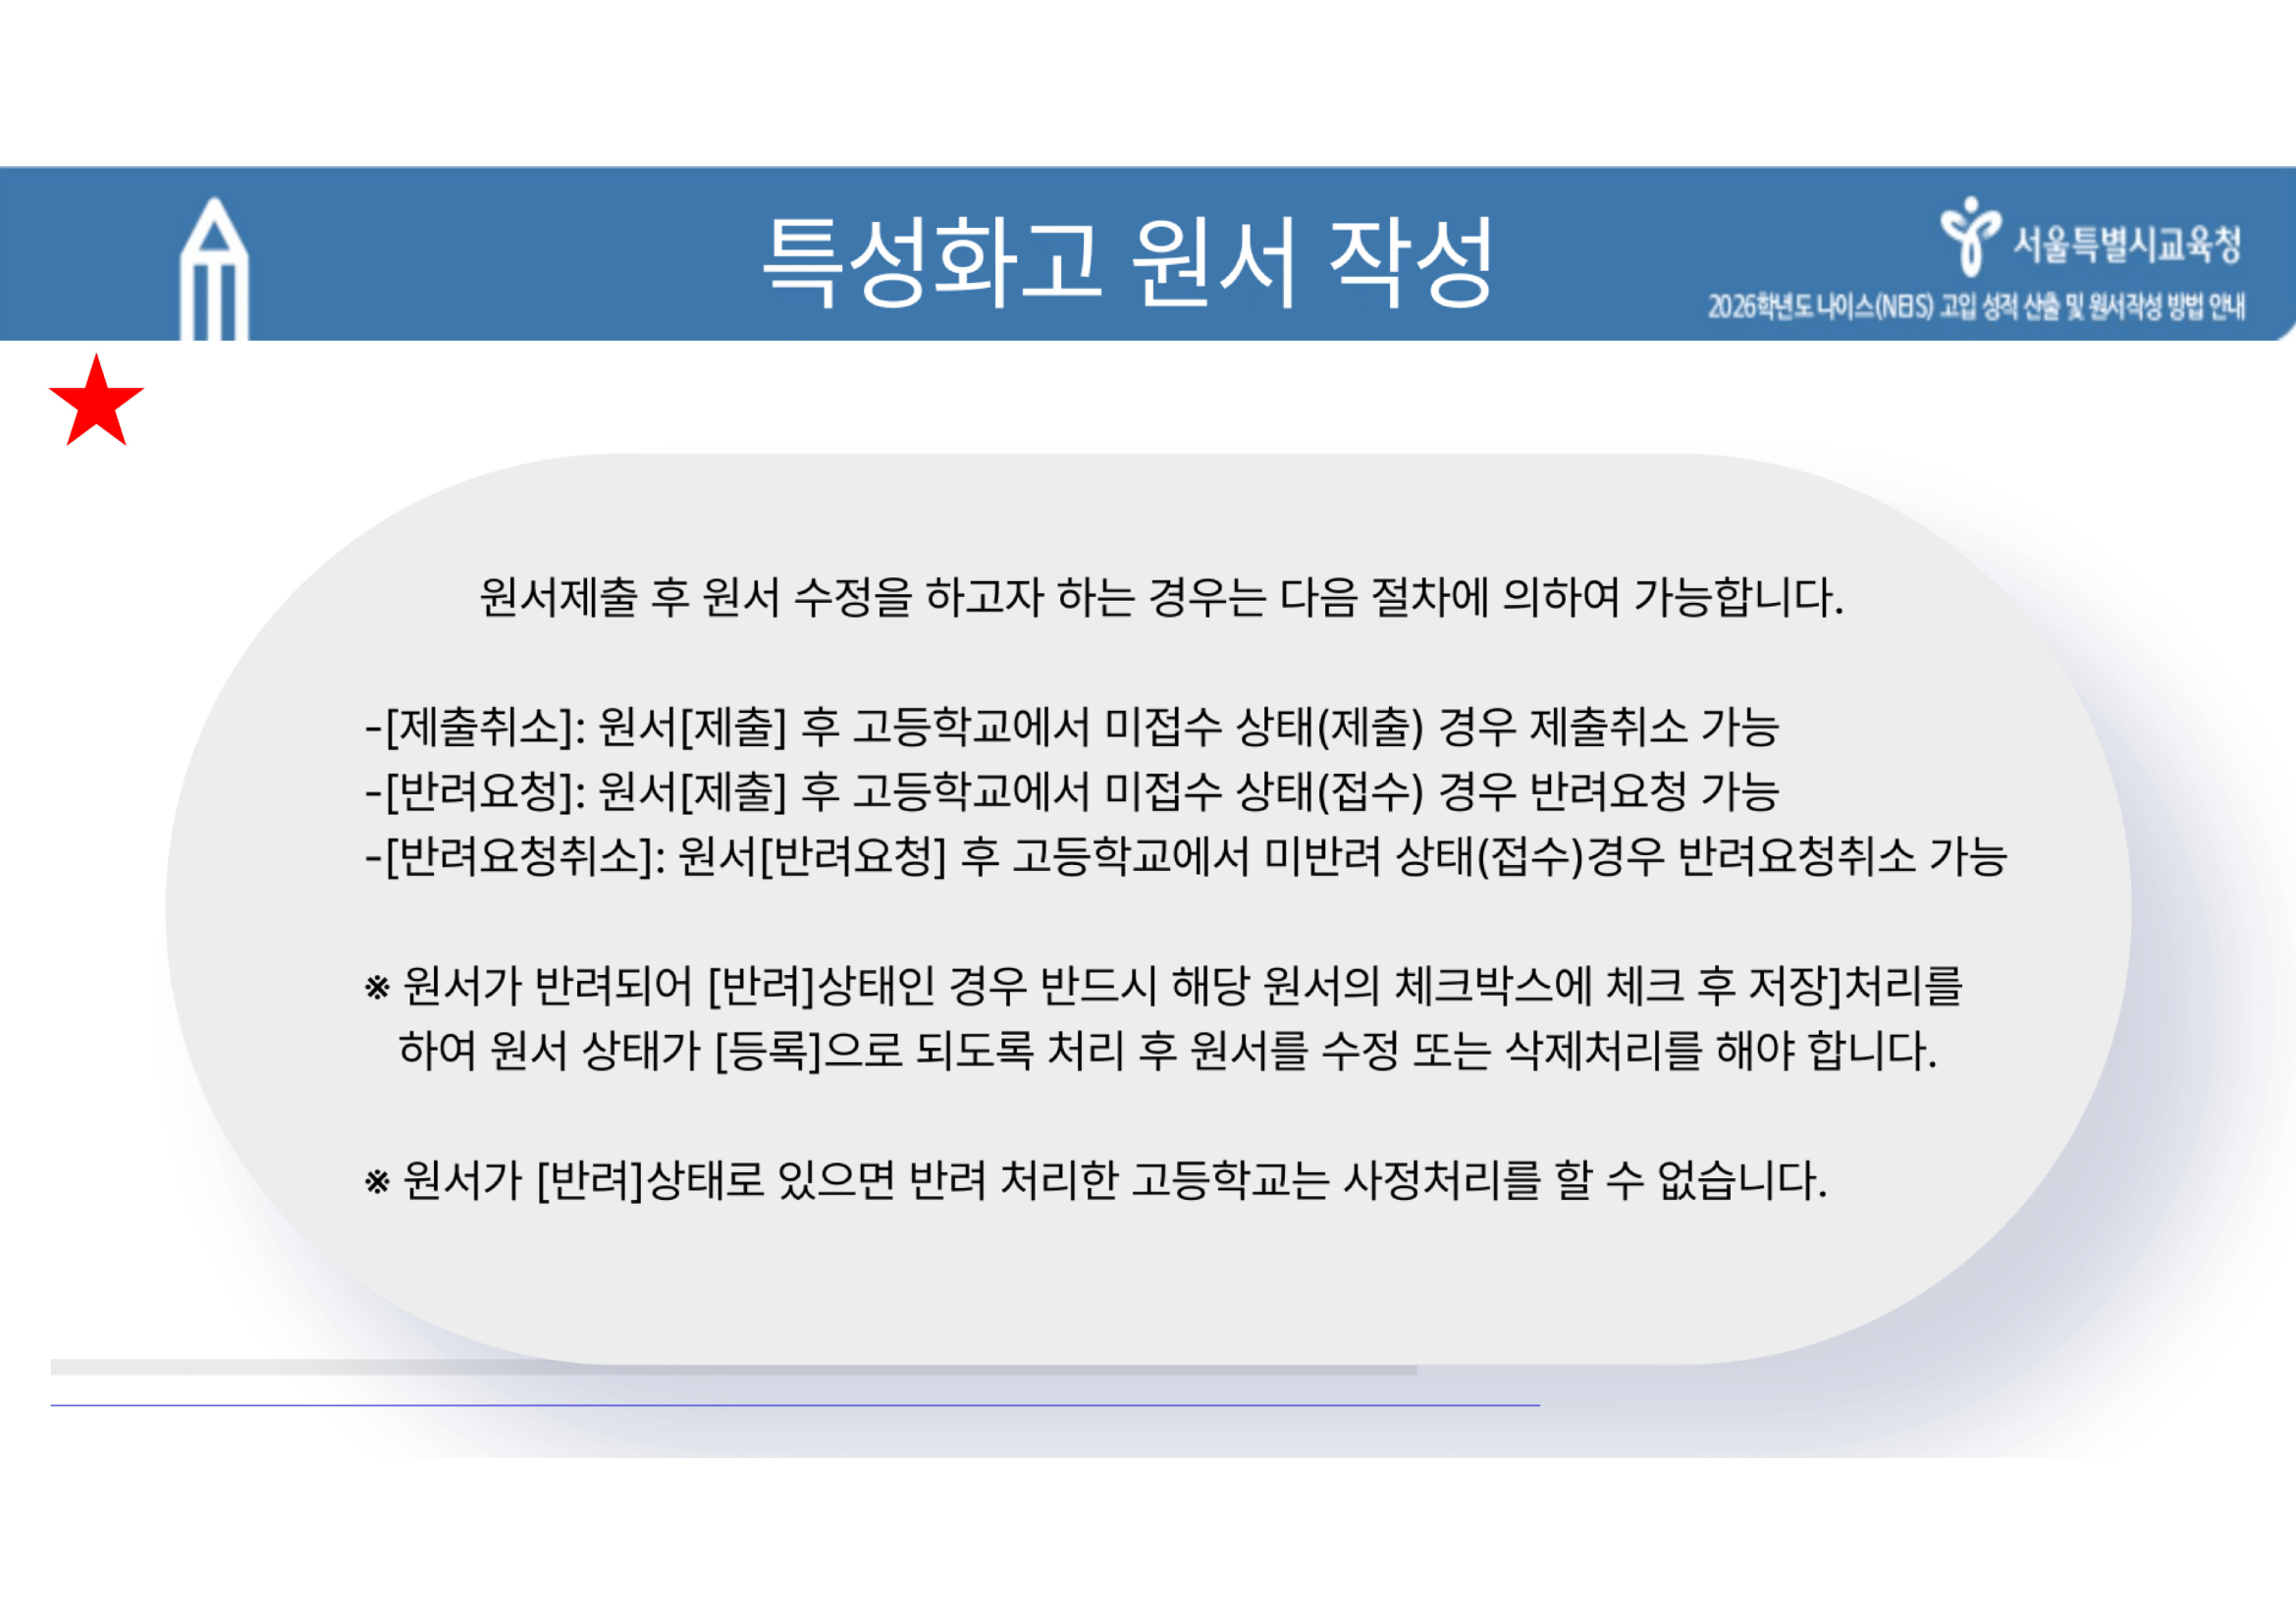 특성화고 원서 작성
서울특별시교육청
2026학년도 나이스(NEIS) 고입 성적 산출 및 원서작성 방법 안내
원서제출 후 원서 수정을 하고자 하는 경우는 다음 절차에 의하여 가능합니다.
-[제출취소]: 원서[제출] 후 고등학교에서 미접수 상태(제출) 경우 제출취소 가능
-[반려요청]: 원서[제출] 후 고등학교에서 미접수 상태(접수) 경우 반려요청 가능
-[반려요청취소]: 원서[반려요청] 후 고등학교에서 미반려 상태(접수)경우 반려요청취소 가능
※ 원서가 반려되어 [반려]상태인 경우 반드시 해당 원서의 체크박스에 체크 후 저장]처리를
하여 원서 상태가 [등록]으로 되도록 처리 후 원서를 수정 또는 삭제처리를 해야 합니다.
※ 원서가 [반려]상태로 있으면 반려 처리한 고등학교는 사정처리를 할 수 없습니다.